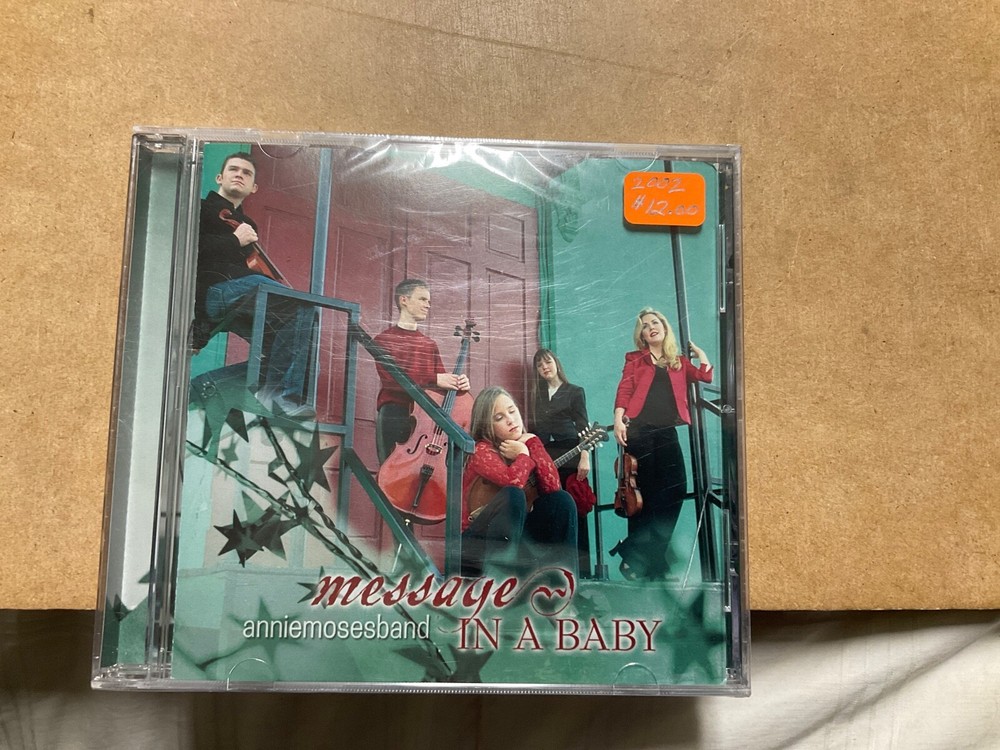 2002
$12.00
message
anniemosesband
IN A BABY